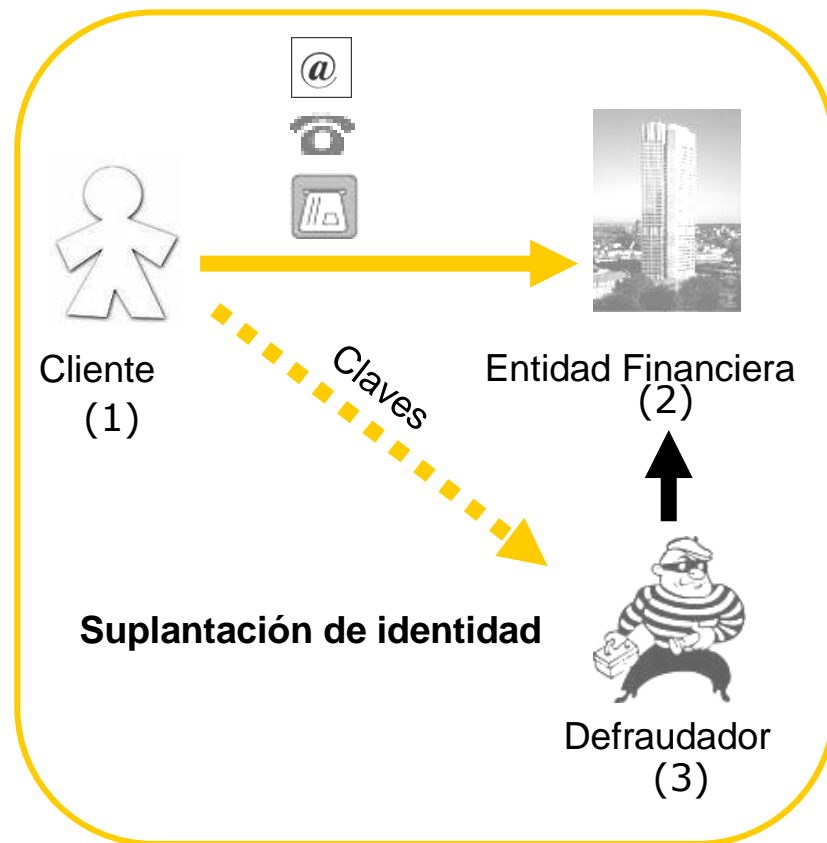 @
Cliente
(1)
Claves
Entidad Financiera
(2)
Suplantación de identidad
Defraudador
(3)